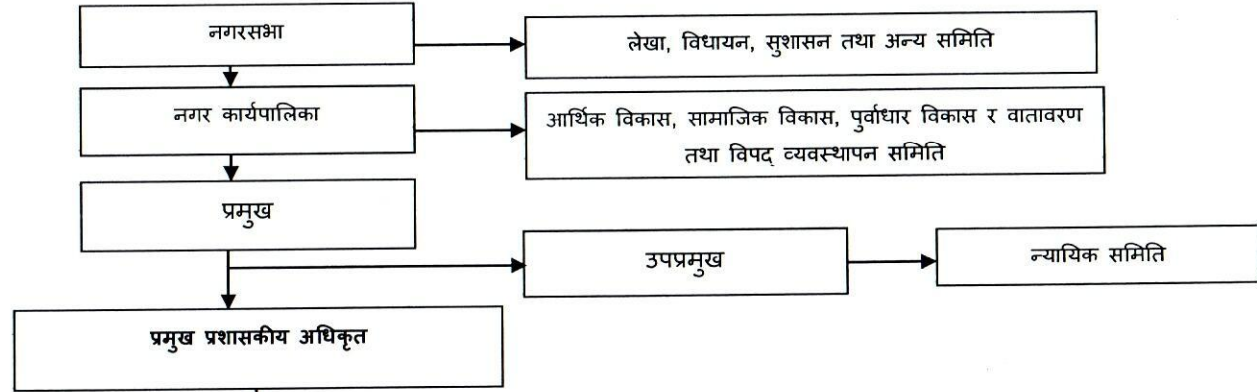 नगरसभा
लेखा, विधायन, सुशासन तथा अन्य समिति
नगर कार्यपालिका
आर्थिक विकास, सामाजिक विकास, पुर्वाधार विकास र वातावरण
तथा विपद् व्यवस्थापन समिति
प्रमुख
उपप्रमुख
न्यायिक समिति
प्रमुख प्रशासकीय अधिकृत